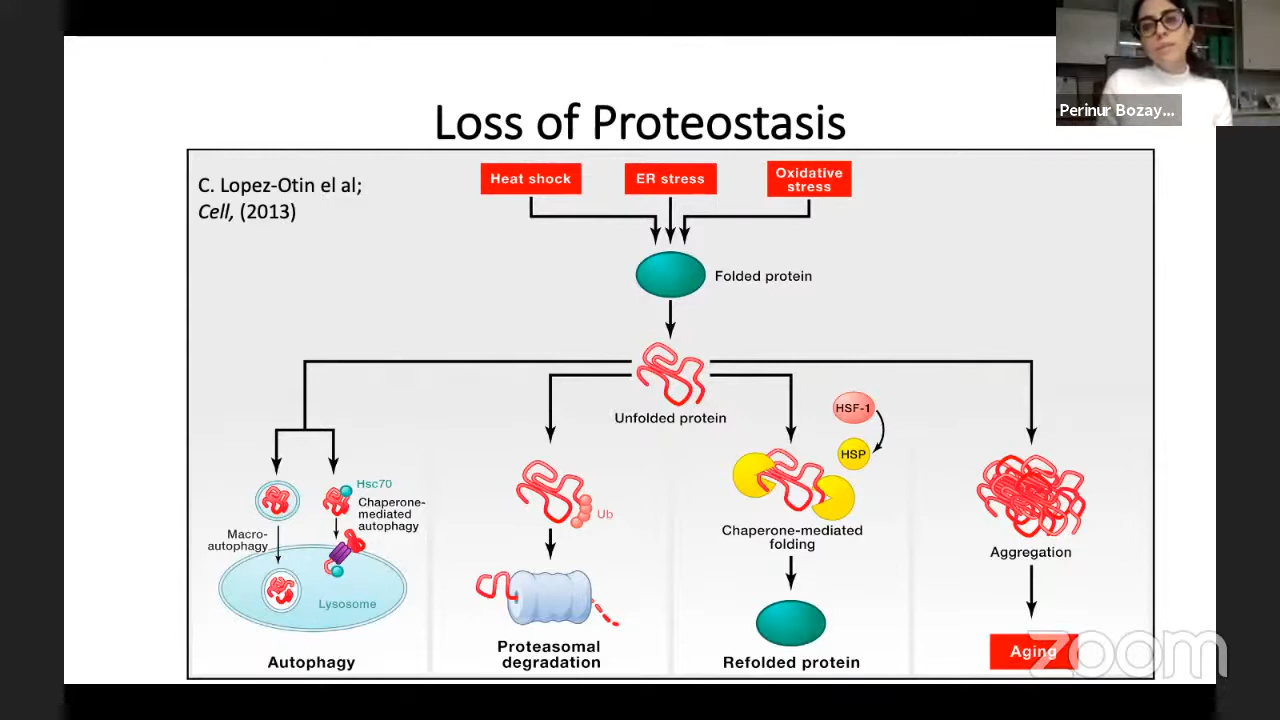 Perinur Bozay...
Loss of Proteostasis
C. Lopez-Otin el al;
Cell, (2013)
Heat shock
ER stress
Oxidative
stress
Folded protein
Unfolded protein
HSF-1
HSP
Hsc70
Chaperone-
mediated
autophagy
Macro-
autophagy
Lysosome
Autophagy
Ub
Proteasomal
degradation
Chaperone-mediated
folding
Refolded protein
Aggregation
Aging
zoom